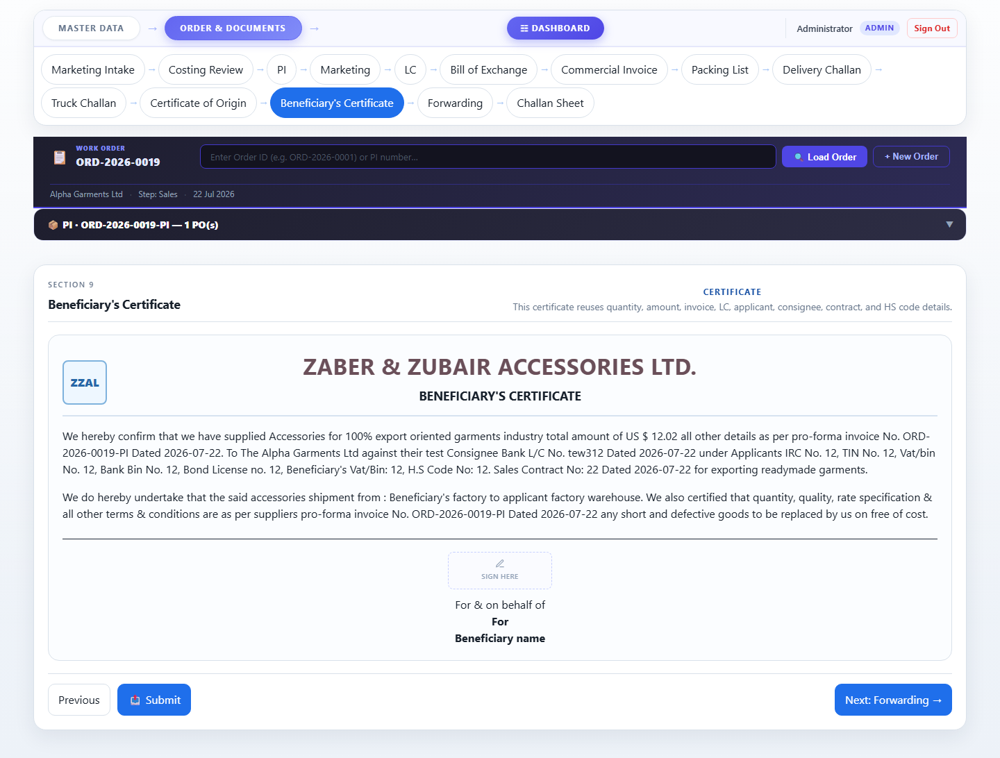 MASTER DATA → ORDER & DOCUMENTS → DASHBOARD Administrator ADMIN Sign Out
Marketing Intake → Costing Review → PI → Marketing → LC → Bill of Exchange → Commercial Invoice → Packing List → Delivery Challan →
Truck Challan → Certificate of Origin → Beneficiary's Certificate → Forwarding → Challan Sheet
WORK ORDER
ORD-2026-0019
Enter Order ID (e.g. ORD-2026-0001) or PI number...
Load Order
+ New Order
Alpha Garments Ltd · Step: Sales · 22 Jul 2026
PI · ORD-2026-0019-PI — 1 PO(s) ▼
SECTION 9
Beneficiary's Certificate
CERTIFICATE
This certificate reuses quantity, amount, invoice, LC, applicant, consignee, contract, and HS code details.
ZZAL
ZABER & ZUBAIR ACCESSORIES LTD.
BENEFICIARY'S CERTIFICATE
We hereby confirm that we have supplied Accessories for 100% export oriented garments industry total amount of US $ 12.02 all other details as per pro-forma invoice No. ORD-
2026-0019-PI Dated 2026-07-22. To The Alpha Garments Ltd against their test Consignee Bank L/C No. tew312 Dated 2026-07-22 under Applicants IRC No. 12, TIN No. 12, Vat/bin
No. 12, Bank Bin No. 12, Bond License no. 12, Beneficiary's Vat/Bin: 12, H.S Code No: 12. Sales Contract No: 22 Dated 2026-07-22 for exporting readymade garments.
We do hereby undertake that the said accessories shipment from : Beneficiary's factory to applicant factory warehouse. We also certified that quantity, quality, rate specification &
all other terms & conditions are as per suppliers pro-forma invoice No. ORD-2026-0019-PI Dated 2026-07-22 any short and defective goods to be replaced by us on free of cost.
SIGN HERE
For & on behalf of
For
Beneficiary name
Previous
Submit
Next: Forwarding →